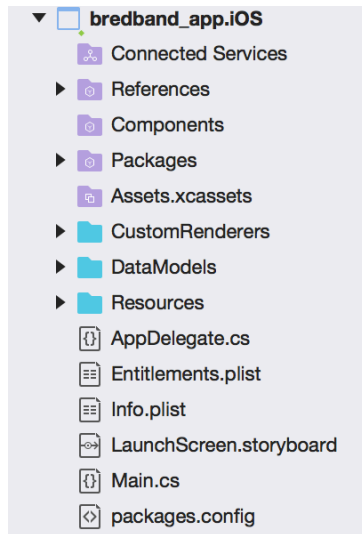 bredband_app.iOS
Connected Services
References
Components
Packages
Assets.xcassets
CustomRenderers
DataModels
Resources
AppDelegate.cs
Entitlements.plist
Info.plist
LaunchScreen.storyboard
Main.cs
packages.config